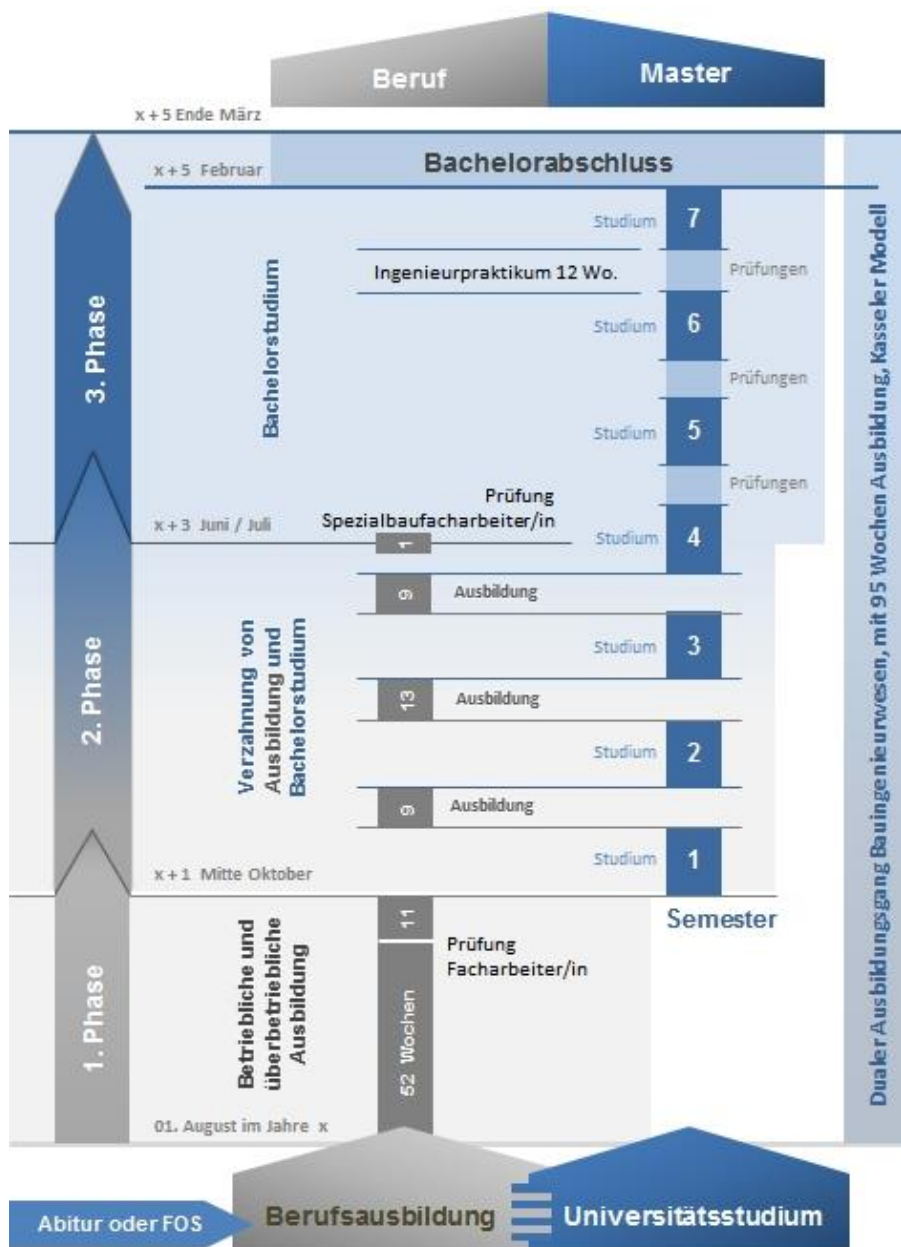 Beruf
Master
x + 5 Ende März
x + 5 Februar
Bachelorabschluss
Studium
7
Ingenieurpraktikum 12 Wo.
Prüfungen
Studium
6
Prüfungen
Studium
5
Prüfungen
3. Phase
Bachelorstudium
Prüfung
Spezialbaufacharbeiter/in
x + 3 Juni / Juli
1
Studium
4
9
Ausbildung
Studium
3
13
Ausbildung
Studium
2
9
Ausbildung
Studium
1
2. Phase
Verzahnung von
Ausbildung und
Bachelorstudium
x + 1 Mitte Oktober
Semester
11
Prüfung
Facharbeiter/in
52 Wochen
1. Phase
Betriebliche und
überbetriebliche
Ausbildung
01. August im Jahre x
Abitur oder FOS
Berufsausbildung
Universitätsstudium
Dualer Ausbildungsgang Bauingenieurwesen, mit 95 Wochen Ausbildung, Kasseler Modell